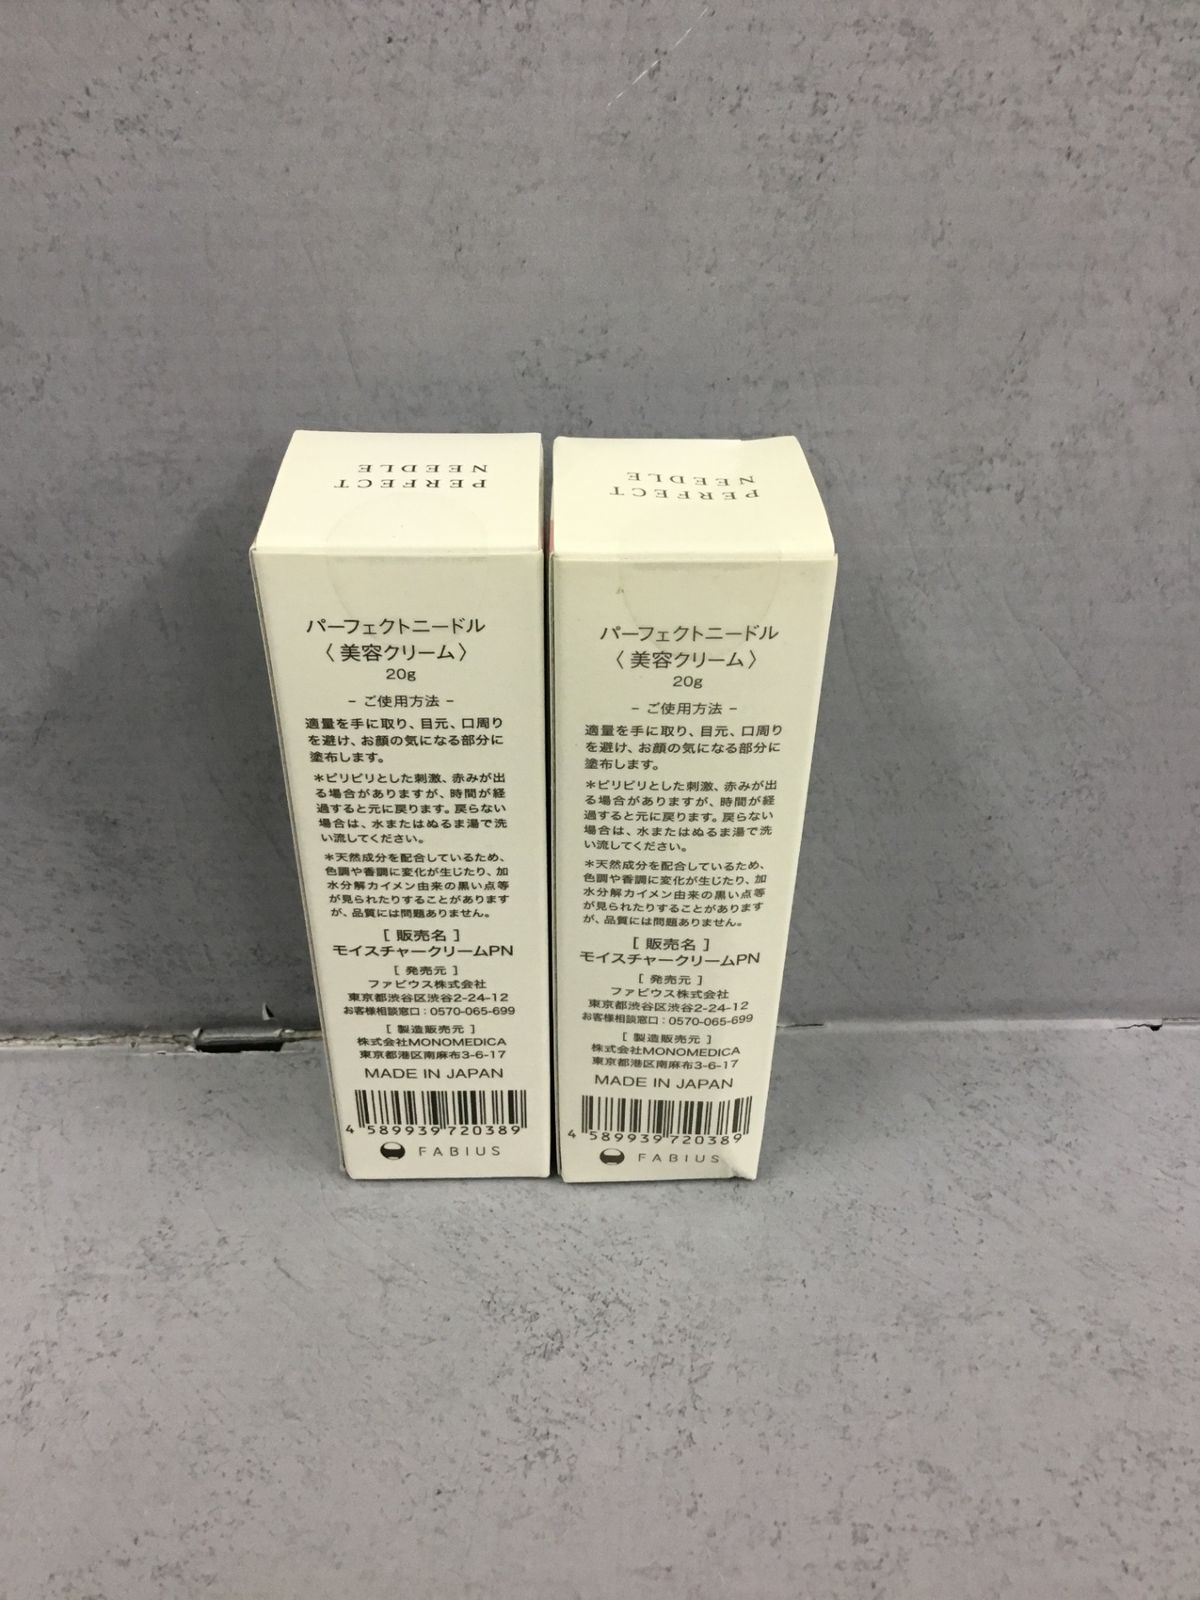 PERFECT
NEEDLE
パーフェクトニードル
〈美容クリーム〉
20g
- ご使用方法 -
適量を手に取り、目元、口周り
を避け、お顔の気になる部分に
塗布します。
＊ピリピリとした刺激、赤みが出
る場合がありますが、時間が経
過すると元に戻ります。戻らない
場合は、水またはぬるま湯で洗
い流してください。
＊天然成分を配合しているため、
色調や香調に変化が生じたり、加
水分解カイメン由来の黒い点等
が見られたりすることがあります
が、品質には問題ありません。
[ 販売名 ]
モイスチャークリームPN
[ 発売元 ]
ファビウス株式会社
東京都渋谷区渋谷2-24-12
お客様相談窓口：0570-065-699
[ 製造販売元 ]
株式会社MONOMEDICA
東京都港区南麻布3-6-17
MADE IN JAPAN
4 589939 720389
FABIUS
PERFECT
NEEDLE
パーフェクトニードル
〈美容クリーム〉
20g
- ご使用方法 -
適量を手に取り、目元、口周り
を避け、お顔の気になる部分に
塗布します。
＊ピリピリとした刺激、赤みが出
る場合がありますが、時間が経
過すると元に戻ります。戻らない
場合は、水またはぬるま湯で洗
い流してください。
＊天然成分を配合しているため、
色調や香調に変化が生じたり、加
水分解カイメン由来の黒い点等
が見られたりすることがあります
が、品質には問題ありません。
[ 販売名 ]
モイスチャークリームPN
[ 発売元 ]
ファビウス株式会社
東京都渋谷区渋谷2-24-12
お客様相談窓口：0570-065-699
[ 製造販売元 ]
株式会社MONOMEDICA
東京都港区南麻布3-6-17
MADE IN JAPAN
4 589939 720389
FABIUS